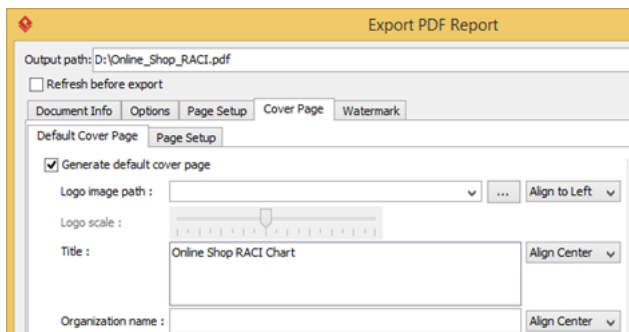 Export PDF Report
Output path: D:\Online_Shop_RACI.pdf
Refresh before export
Document Info Options Page Setup Cover Page Watermark
Default Cover Page Page Setup
Generate default cover page
Logo image path : ... Align to Left
Logo scale :
Title : Online Shop RACI Chart Align Center
Organization name : Align Center